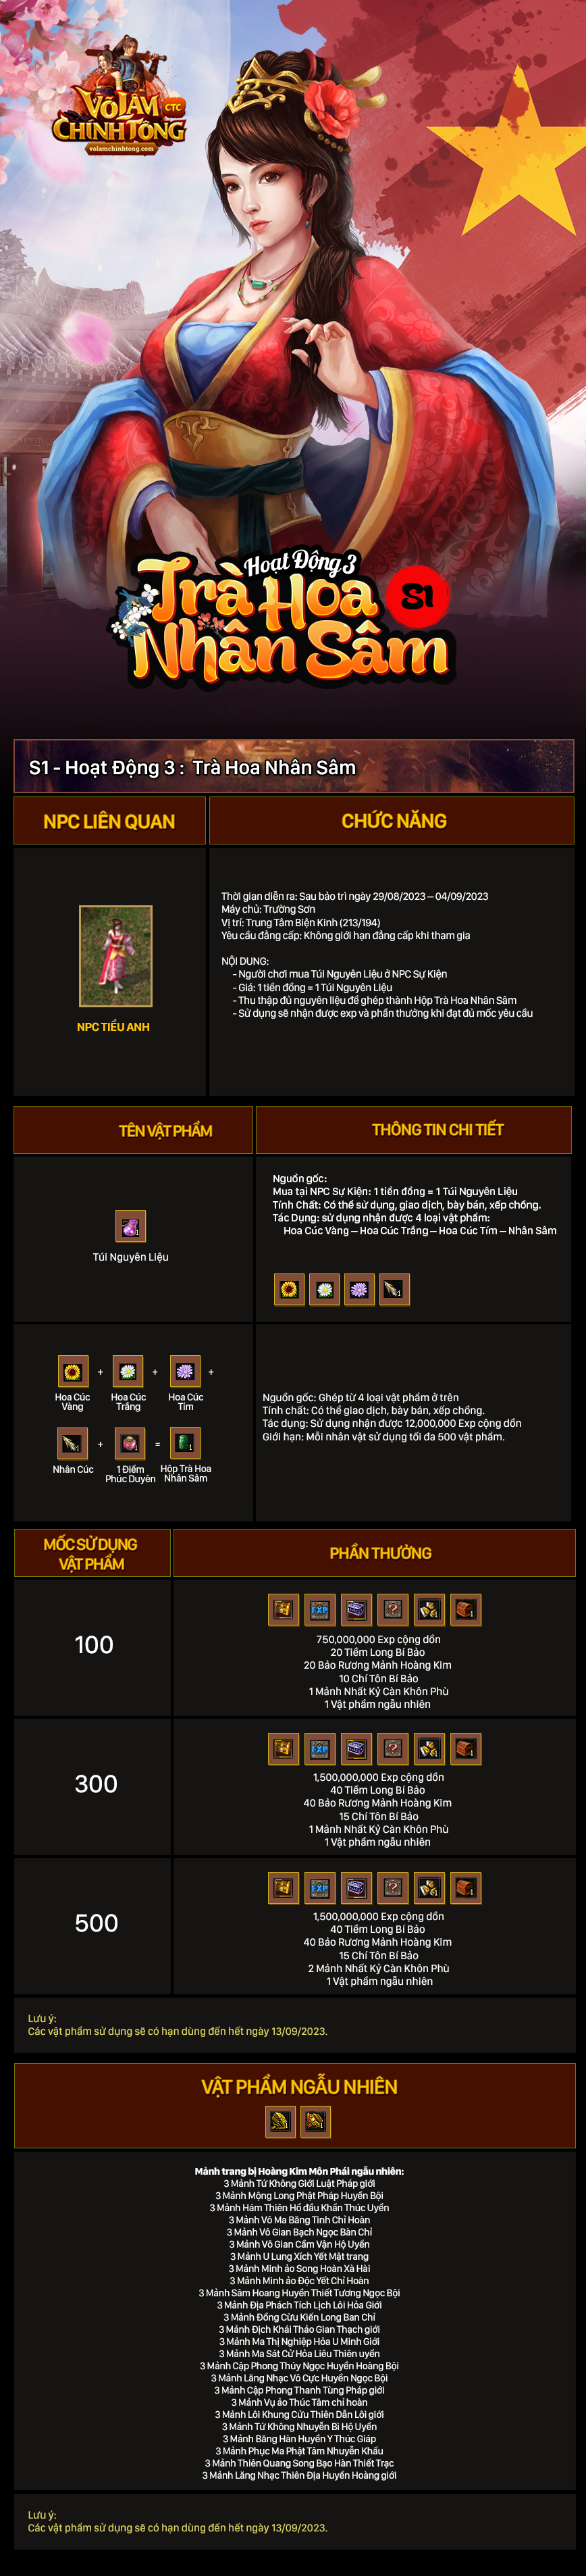 VÕ LÂM
CTC
CHÍNH TÔNG
volamchinhtong.com
Hoạt Động 3
Trà Hoa
S1
Nhân Sâm
S1 - Hoạt Động 3 : Trà Hoa Nhân Sâm
NPC LIÊN QUAN
CHỨC NĂNG
Thời gian diễn ra: Sau bảo trì ngày 29/08/2023 – 04/09/2023
Máy chủ: Trường Sơn
Vị trí: Trung Tâm Biện Kinh (213/194)
Yêu cầu đẳng cấp: Không giới hạn đẳng cấp khi tham gia
NỘI DUNG:
- Người chơi mua Túi Nguyên Liệu ở NPC Sự Kiện
- Giá: 1 tiền đồng = 1 Túi Nguyên Liệu
- Thu thập đủ nguyên liệu để ghép thành Hộp Trà Hoa Nhân Sâm
- Sử dụng sẽ nhận được exp và phần thưởng khi đạt đủ mốc yêu cầu
NPC TIỂU ANH
TÊN VẬT PHẨM
THÔNG TIN CHI TIẾT
Túi Nguyên Liệu
Nguồn gốc:
Mua tại NPC Sự Kiện: 1 tiền đồng = 1 Túi Nguyên Liệu
Tính Chất: Có thể sử dụng, giao dịch, bày bán, xếp chồng.
Tác Dụng: sử dụng nhận được 4 loại vật phẩm:
Hoa Cúc Vàng – Hoa Cúc Trắng – Hoa Cúc Tím – Nhân Sâm
+ + +
Hoa Cúc Vàng
Hoa Cúc Trắng
Hoa Cúc Tím
+ =
Nhân Cúc
1 Điểm Phúc Duyên
Hộp Trà Hoa Nhân Sâm
Nguồn gốc: Ghép từ 4 loại vật phẩm ở trên
Tính chất: Có thể giao dịch, bày bán, xếp chồng.
Tác dụng: Sử dụng nhận được 12,000,000 Exp cộng dồn
Giới hạn: Mỗi nhân vật sử dụng tối đa 500 vật phẩm.
MỐC SỬ DỤNG
VẬT PHẨM
PHẦN THƯỞNG
100
750,000,000 Exp cộng dồn
20 Tiềm Long Bí Bảo
20 Bảo Rương Mảnh Hoàng Kim
10 Chí Tôn Bí Bảo
1 Mảnh Nhất Kỷ Càn Khôn Phù
1 Vật phẩm ngẫu nhiên
300
1,500,000,000 Exp cộng dồn
40 Tiềm Long Bí Bảo
40 Bảo Rương Mảnh Hoàng Kim
15 Chí Tôn Bí Bảo
1 Mảnh Nhất Kỷ Càn Khôn Phù
1 Vật phẩm ngẫu nhiên
500
1,500,000,000 Exp cộng dồn
40 Tiềm Long Bí Bảo
40 Bảo Rương Mảnh Hoàng Kim
15 Chí Tôn Bí Bảo
2 Mảnh Nhất Kỷ Càn Khôn Phù
1 Vật phẩm ngẫu nhiên
Lưu ý:
Các vật phẩm sử dụng sẽ có hạn dùng đến hết ngày 13/09/2023.
VẬT PHẨM NGẪU NHIÊN
Mảnh trang bị Hoàng Kim Môn Phái ngẫu nhiên:
3 Mảnh Tứ Không Giới Luật Pháp giới
3 Mảnh Mộng Long Phật Pháp Huyền Bội
3 Mảnh Hám Thiên Hổ đầu Khẩn Thúc Uyển
3 Mảnh Vô Ma Băng Tinh Chỉ Hoàn
3 Mảnh Vô Gian Bạch Ngọc Bàn Chỉ
3 Mảnh Vô Gian Cầm Vận Hộ Uyển
3 Mảnh U Lung Xích Yết Mật trang
3 Mảnh Minh ảo Song Hoàn Xà Hài
3 Mảnh Minh ảo Độc Yết Chỉ Hoàn
3 Mảnh Sâm Hoang Huyền Thiết Tương Ngọc Bội
3 Mảnh Địa Phách Tích Lịch Lôi Hỏa Giới
3 Mảnh Đồng Cừu Kiến Long Ban Chỉ
3 Mảnh Địch Khái Thảo Gian Thạch giới
3 Mảnh Ma Thị Nghiệp Hỏa U Minh Giới
3 Mảnh Ma Sát Cử Hỏa Liêu Thiên uyển
3 Mảnh Cập Phong Thúy Ngọc Huyền Hoàng Bội
3 Mảnh Lăng Nhạc Vô Cực Huyền Ngọc Bội
3 Mảnh Cập Phong Thanh Tùng Pháp giới
3 Mảnh Vụ ảo Thúc Tâm chỉ hoàn
3 Mảnh Lôi Khung Cửu Thiên Dẫn Lôi giới
3 Mảnh Tứ Không Nhuyễn Bì Hộ Uyển
3 Mảnh Băng Hàn Huyền Y Thúc Giáp
3 Mảnh Phục Ma Phật Tâm Nhuyễn Khấu
3 Mảnh Thiên Quang Song Bạo Hàn Thiết Trạc
3 Mảnh Lăng Nhạc Thiên Địa Huyền Hoàng giới
Lưu ý:
Các vật phẩm sử dụng sẽ có hạn dùng đến hết ngày 13/09/2023.